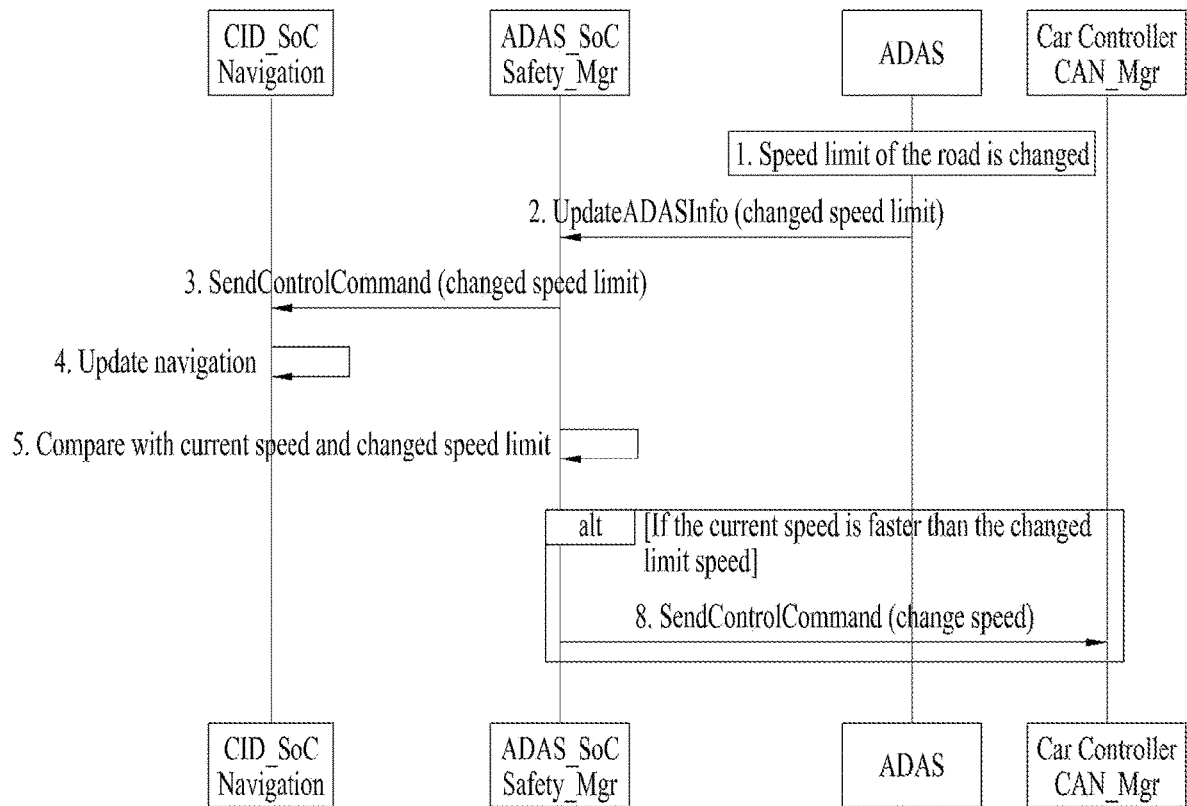 CID_SoC
Navigation
ADAS_SoC
Safety_Mgr
ADAS
Car Controller
CAN_Mgr
1. Speed limit of the road is changed
2. UpdateADASInfo (changed speed limit)
3. SendControlCommand (changed speed limit)
4. Update navigation
5. Compare with current speed and changed speed limit
alt
[If the current speed is faster than the changed
limit speed]
8. SendControlCommand (change speed)
CID_SoC
Navigation
ADAS_SoC
Safety_Mgr
ADAS
Car Controller
CAN_Mgr